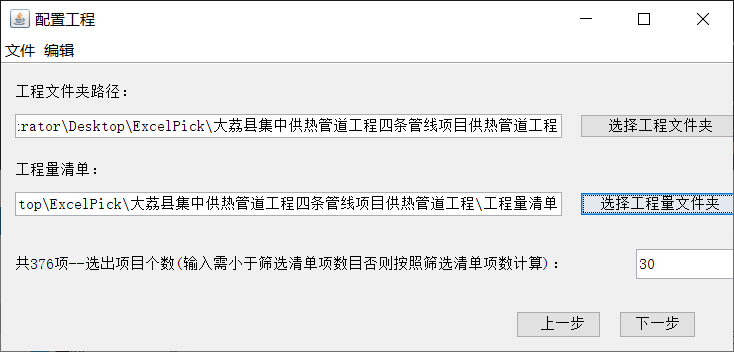 配置工程
文件 编辑
工程文件夹路径：
rator\Desktop\ExcelPick\大荔县集中供热管道工程四条管线项目供热管道工程
选择工程文件夹
工程量清单：
top\ExcelPick\大荔县集中供热管道工程四条管线项目供热管道工程\工程量清单
选择工程量文件夹
共376项--选出项目个数(输入需小于筛选清单项数目否则按照筛选清单项数计算)：
30
上一步 下一步